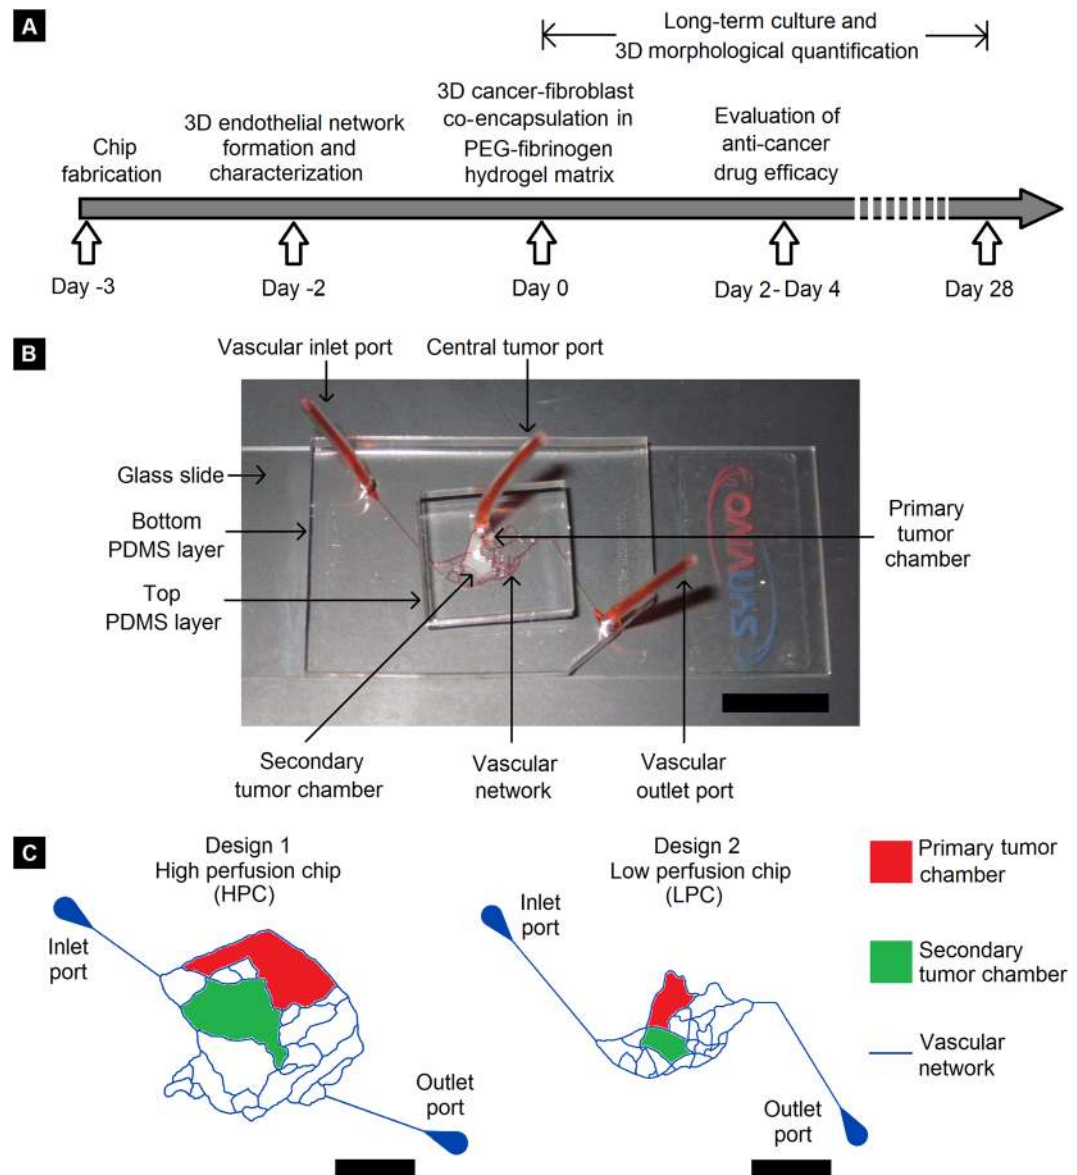 A
Long-term culture and
3D morphological quantification
Chip
fabrication
3D endothelial network
formation and
characterization
3D cancer-fibroblast
co-encapsulation in
PEG-fibrinogen
hydrogel matrix
Evaluation of
anti-cancer
drug efficacy
Day -3
Day -2
Day 0
Day 2- Day 4
Day 28
B
Vascular inlet port
Central tumor port
Glass slide
Bottom
PDMS layer
Top
PDMS layer
Primary
tumor
chamber
SYNVIVO
Secondary
tumor chamber
Vascular
network
Vascular
outlet port
C
Design 1
High perfusion chip
(HPC)
Inlet
port
Outlet
port
Design 2
Low perfusion chip
(LPC)
Inlet
port
Outlet
port
Primary tumor
chamber
Secondary
tumor chamber
Vascular
network